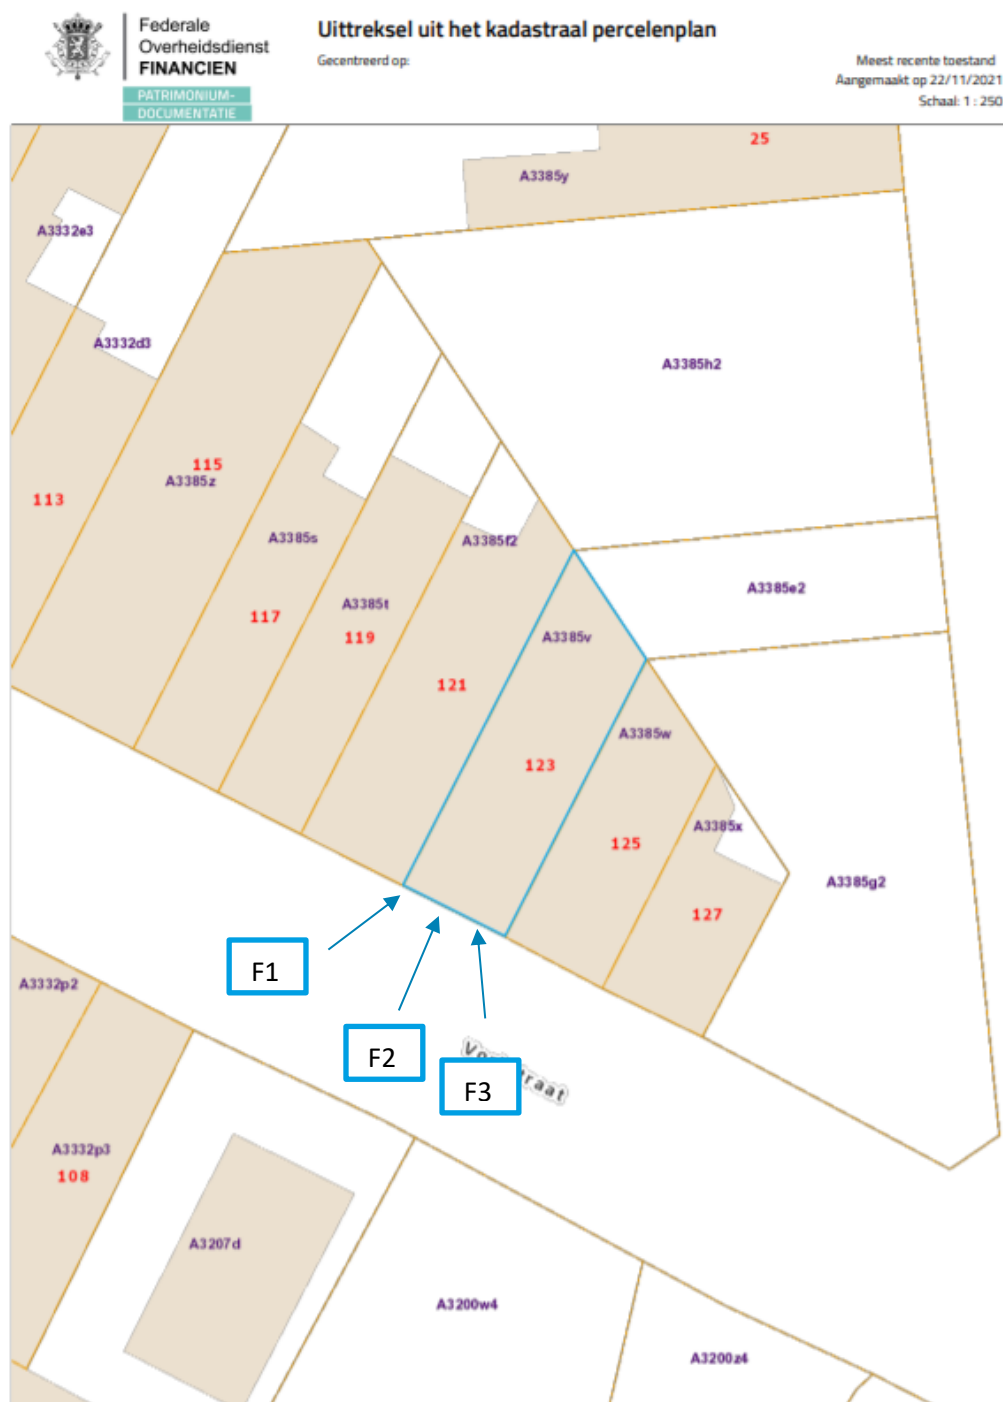 Federale
Overheidsdienst
FINANCIEN
PATRIMONIUM-
DOCUMENTATIE
Uittreksel uit het kadastraal percelenplan
Gecentreerd op:
Meest recente toestand
Aangemaakt op 22/11/2021
Schaal: 1 : 250
25
A3385y
A3332e3
A3332d3
A3385h2
115
A3385z
113
A3385s
A3385f2
A3385e2
A3385t
117
119
A3385v
121
A3385w
123
A3385x
125
A3385g2
127
F1
A3332p2
F2
F3
A3332p3
108
A3207d
A3200w4
A3200z4